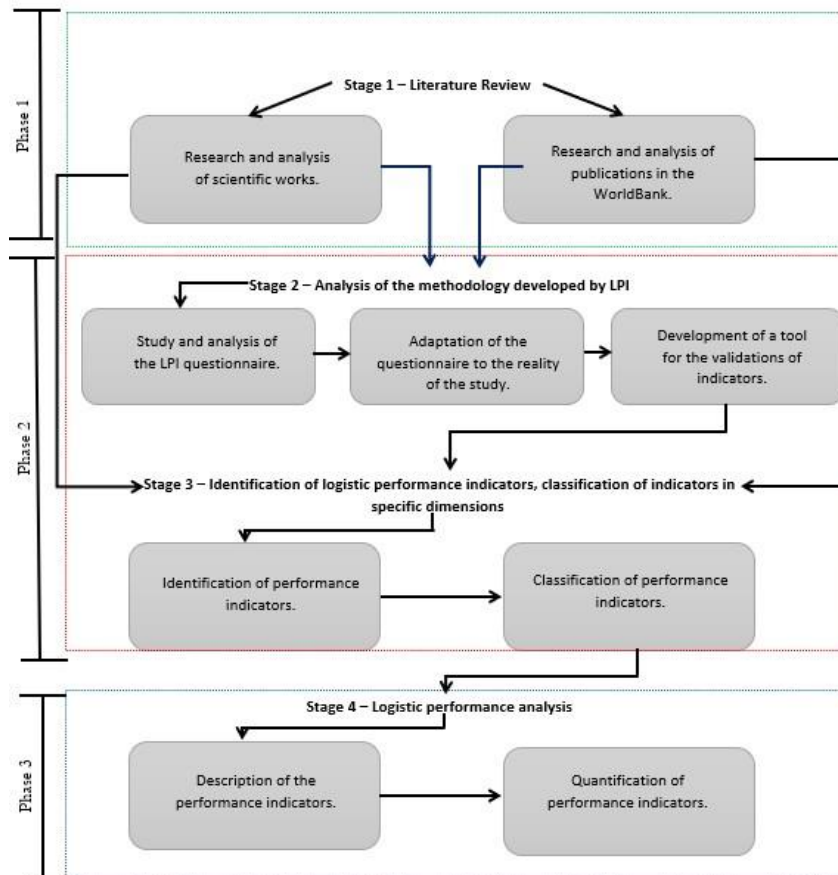 Phase 1
Stage 1 – Literature Review
Research and analysis
of scientific works.
Research and analysis of
publications in the
WorldBank.
Phase 2
Stage 2 – Analysis of the methodology developed by LPI
Study and analysis of
the LPI questionnaire.
Adaptation of the
questionnaire to the reality
of the study.
Development of a tool
for the validations of
indicators.
Stage 3 – Identification of logistic performance indicators, classification of indicators in
specific dimensions
Identification of performance
indicators.
Classification of performance
indicators.
Phase 3
Stage 4 – Logistic performance analysis
Description of the
performance indicators.
Quantification of
performance indicators.